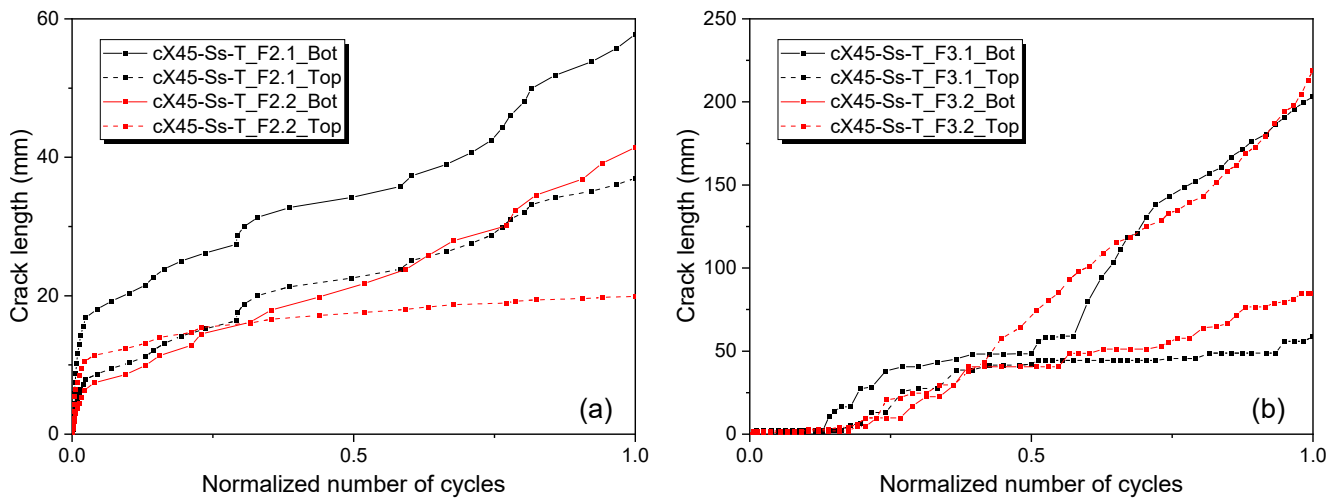 60
40
20
0
0.0
0.5
1.0
Crack length (mm)
Normalized number of cycles
cX45-Ss-T_F2.1_Bot
cX45-Ss-T_F2.1_Top
cX45-Ss-T_F2.2_Bot
cX45-Ss-T_F2.2_Top
(a)
250
200
150
100
50
0
0.0
0.5
1.0
Crack length (mm)
Normalized number of cycles
cX45-Ss-T_F3.1_Bot
cX45-Ss-T_F3.1_Top
cX45-Ss-T_F3.2_Bot
cX45-Ss-T_F3.2_Top
(b)